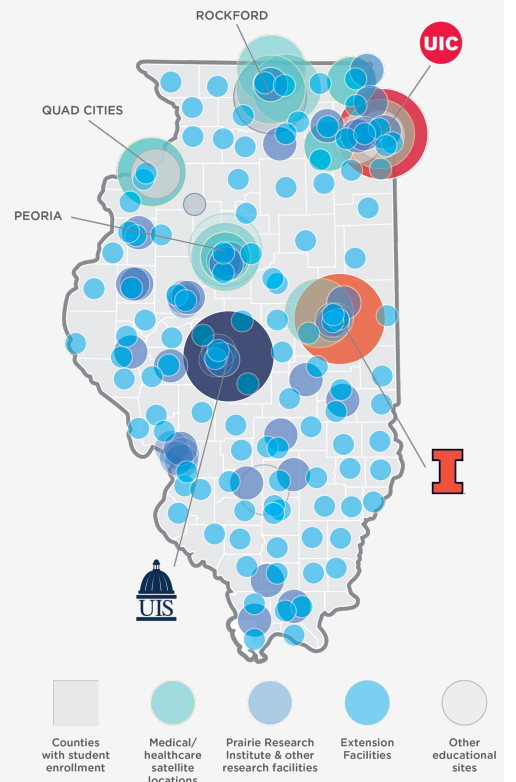 ROCKFORD
UIC
QUAD CITIES
PEORIA
I
UIS
Counties
with student
enrollment
Medical/
healthcare
satellite
locations
Prairie Research
Institute & other
research facilities
Extension
Facilities
Other
educational
sites